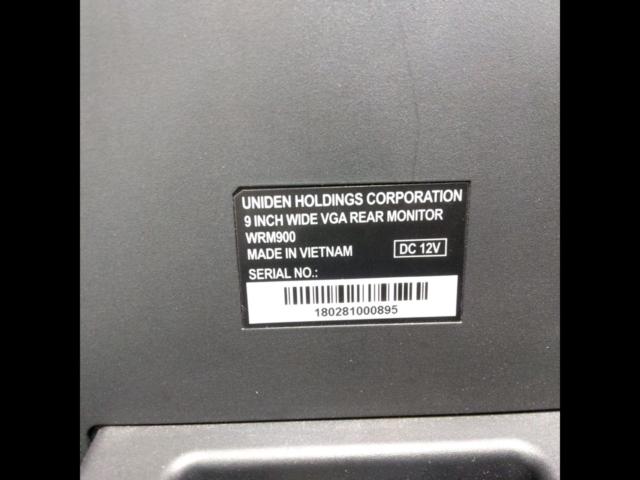 UNIDEN HOLDINGS CORPORATION
9 INCH WIDE VGA REAR MONITOR
WRM900
MADE IN VIETNAM DC 12V
SERIAL NO.:
180281000895